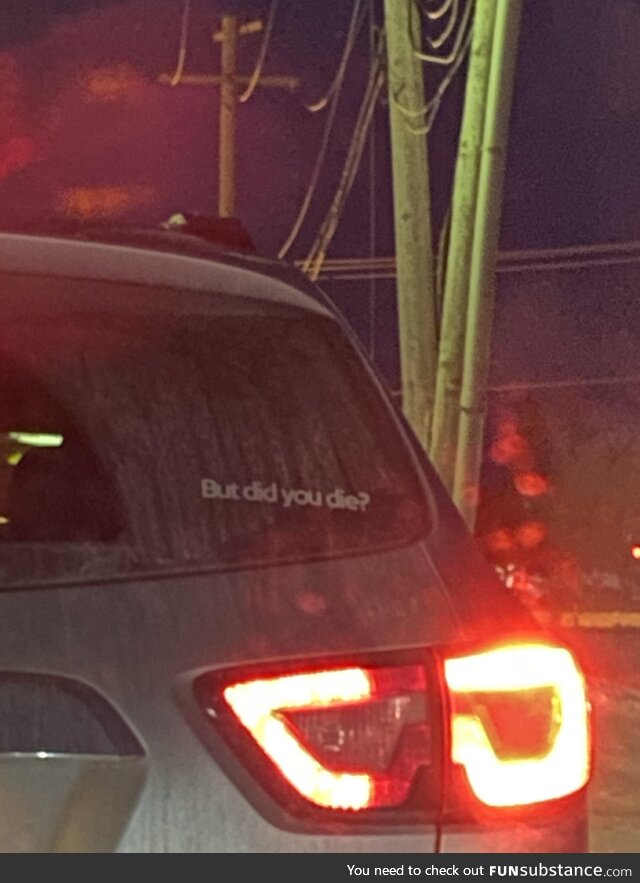 But did you die?
You need to check out FUNsubstance.com